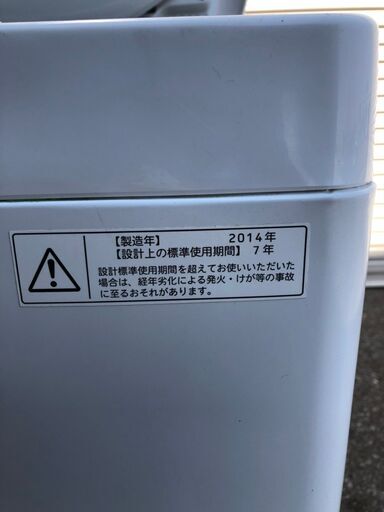 【製造年】 2014年
【設計上の標準使用期間】 7年
設計標準使用期間を超えてお使いいただいた
場合は、経年劣化による発火・けが等の事故
に至るおそれがあります。